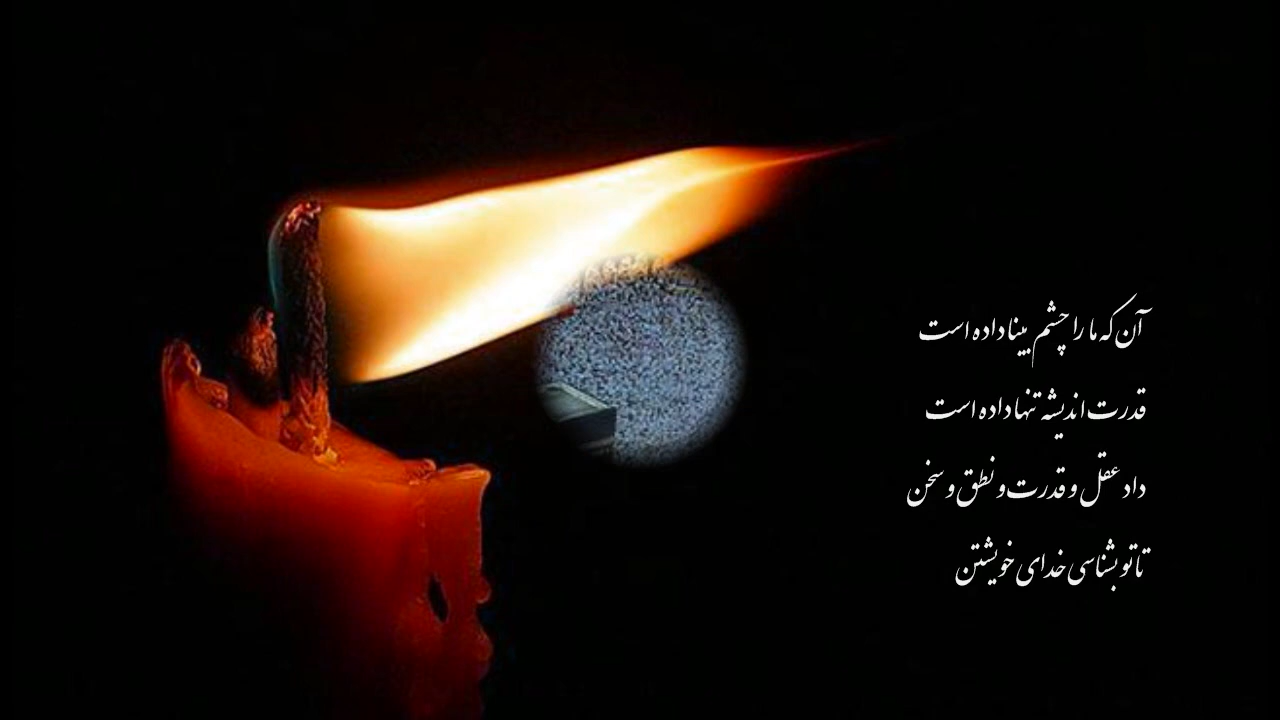 آن که ما را چشم بینا داده است
قدرت اندیشه تنها داده است
داد عقل و قدرت و نطق و سخن
تا تو بشناسی خدای خویشتن